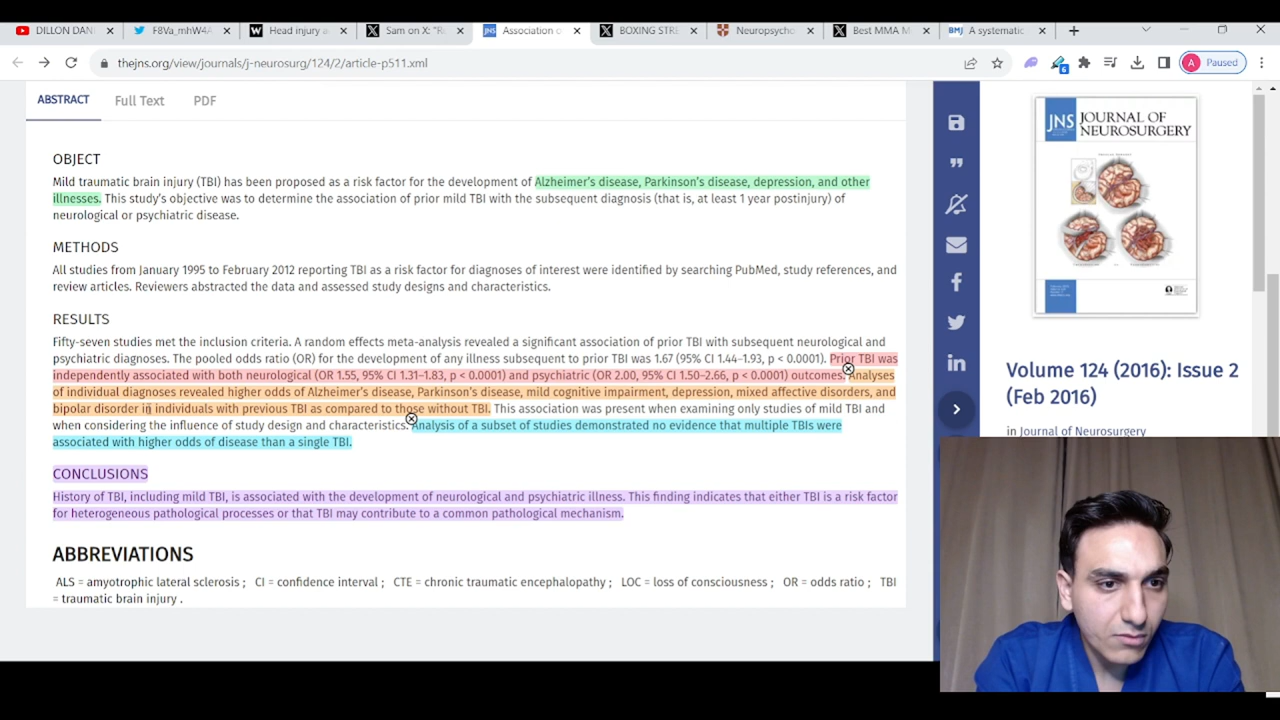 DILLON DAN
F8Va_mhW4A
Head injury a
Sam on X: "R
Association o
BOXING STR
Neuropsycho
Best MMA M
BMJ A systematic
thejns.org/view/journals/j-neurosurg/124/2/article-p511.xml
6
A Paused
ABSTRACT Full Text PDF
OBJECT
Mild traumatic brain injury (TBI) has been proposed as a risk factor for the development of Alzheimer's disease, Parkinson's disease, depression, and other
illnesses. This study's objective was to determine the association of prior mild TBI with the subsequent diagnosis (that is, at least 1 year postinjury) of
neurological or psychiatric disease.
METHODS
All studies from January 1995 to February 2012 reporting TBI as a risk factor for diagnoses of interest were identified by searching PubMed, study references, and
review articles. Reviewers abstracted the data and assessed study designs and characteristics.
RESULTS
Fifty-seven studies met the inclusion criteria. A random effects meta-analysis revealed a significant association of prior TBI with subsequent neurological and
psychiatric diagnoses. The pooled odds ratio (OR) for the development of any illness subsequent to prior TBI was 1.67 (95% CI 1.44–1.93, p < 0.0001). Prior TBI was
independently associated with both neurological (OR 1.55, 95% CI 1.31–1.83, p < 0.0001) and psychiatric (OR 2.00, 95% CI 1.50–2.66, p < 0.0001) outcomes. Analyses
of individual diagnoses revealed higher odds of Alzheimer's disease, Parkinson's disease, mild cognitive impairment, depression, mixed affective disorders, and
bipolar disorder in individuals with previous TBI as compared to those without TBI. This association was present when examining only studies of mild TBI and
when considering the influence of study design and characteristics. Analysis of a subset of studies demonstrated no evidence that multiple TBIs were
associated with higher odds of disease than a single TBI.
CONCLUSIONS
History of TBI, including mild TBI, is associated with the development of neurological and psychiatric illness. This finding indicates that either TBI is a risk factor
for heterogeneous pathological processes or that TBI may contribute to a common pathological mechanism.
ABBREVIATIONS
ALS = amyotrophic lateral sclerosis ; CI = confidence interval ; CTE = chronic traumatic encephalopathy ; LOC = loss of consciousness ; OR = odds ratio ; TBI
= traumatic brain injury .
JNS JOURNAL OF
NEUROSURGERY
Volume 124 (2016): Issue 2
(Feb 2016)
in Journal of Neurosurgery